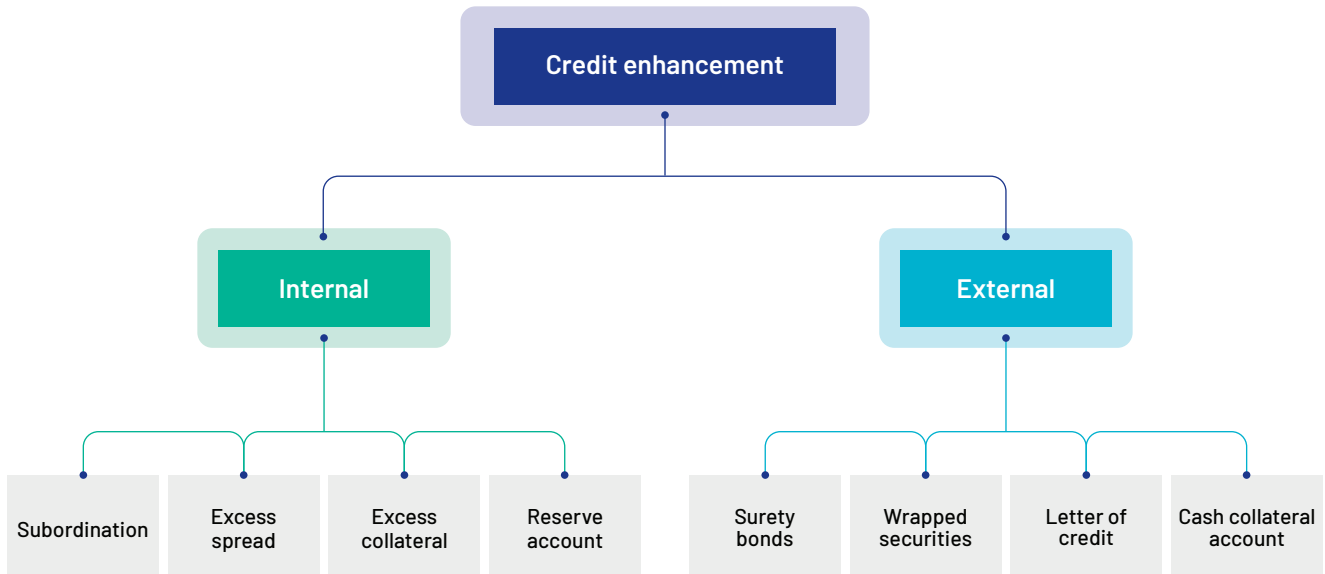 Credit enhancement
Internal
External
Subordination
Excess
spread
Excess
collateral
Reserve
account
Surety
bonds
Wrapped
securities
Letter of
credit
Cash collateral
account